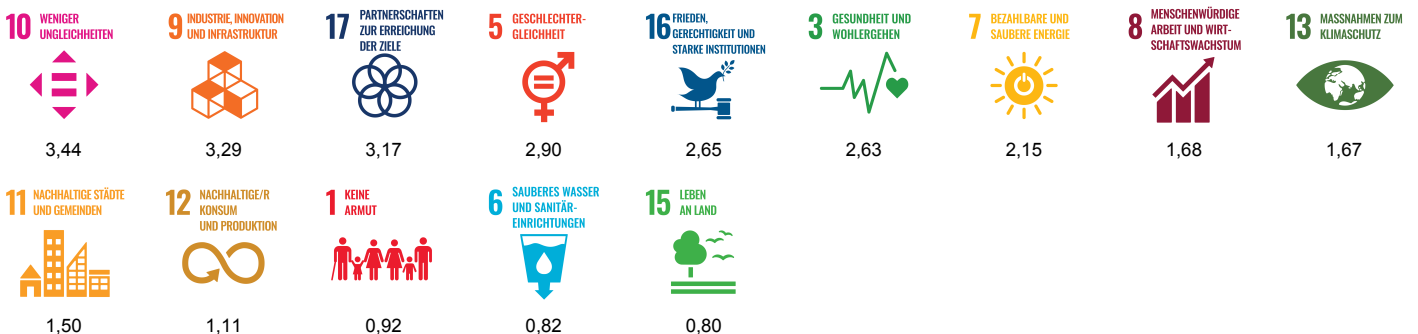 10 WENIGER
UNGLEICHHEITEN
3,44
9 INDUSTRIE, INNOVATION
UND INFRASTRUKTUR
3,29
17 PARTNERSCHAFTEN
ZUR ERREICHUNG
DER ZIELE
3,17
5 GESCHLECHTER-
GLEICHHEIT
2,90
16 FRIEDEN,
GERECHTIGKEIT UND
STARKE INSTITUTIONEN
2,65
3 GESUNDHEIT UND
WOHLERGEHEN
2,63
7 BEZAHLBARE UND
SAUBERE ENERGIE
2,15
8 MENSCHENWÜRDIGE
ARBEIT UND WIRT-
SCHAFTSWACHSTUM
1,68
13 MASSNAHMEN ZUM
KLIMASCHUTZ
1,67
11 NACHHALTIGE STÄDTE
UND GEMEINDEN
1,50
12 NACHHALTIGE/R
KONSUM
UND PRODUKTION
1,11
1 KEINE
ARMUT
0,92
6 SAUBERES WASSER
UND SANITÄR-
EINRICHTUNGEN
0,82
15 LEBEN
AN LAND
0,80